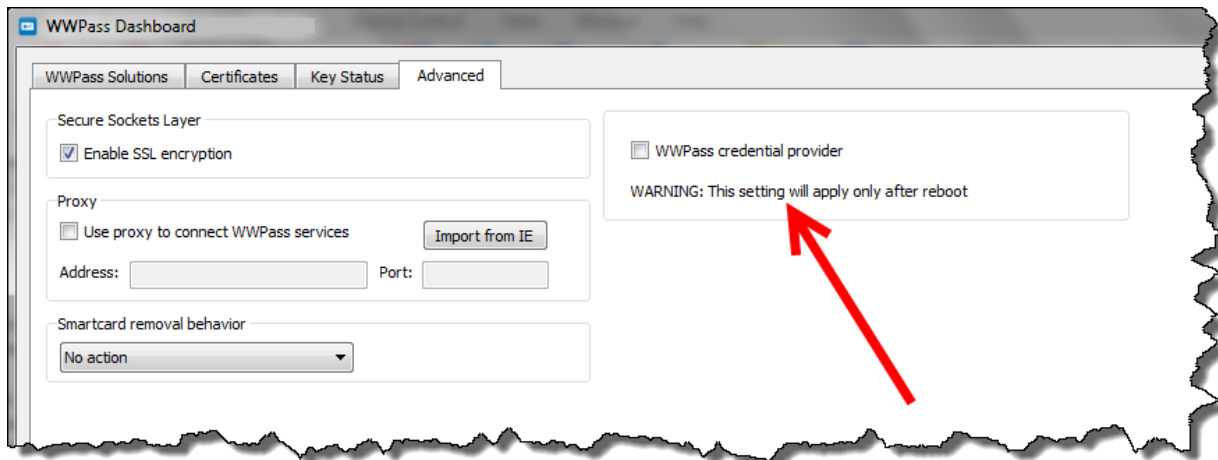 WWPass Dashboard
WWPass Solutions
Certificates
Key Status
Advanced
Secure Sockets Layer
Enable SSL encryption
Proxy
Use proxy to connect WWPass services
Import from IE
Address:
Port:
Smartcard removal behavior
No action
WWPass credential provider
WARNING: This setting will apply only after reboot